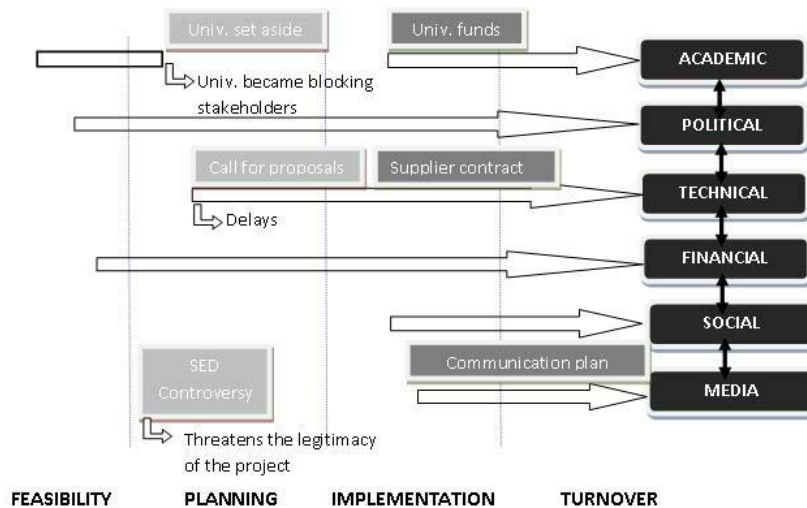 Univ. set aside
Univ. funds
ACADEMIC
Univ. became blocking
stakeholders
POLITICAL
Call for proposals
Supplier contract
TECHNICAL
Delays
FINANCIAL
SOCIAL
SED
Controversy
Communication plan
MEDIA
Threatens the legitimacy
of the project
FEASIBILITY
PLANNING
IMPLEMENTATION
TURNOVER